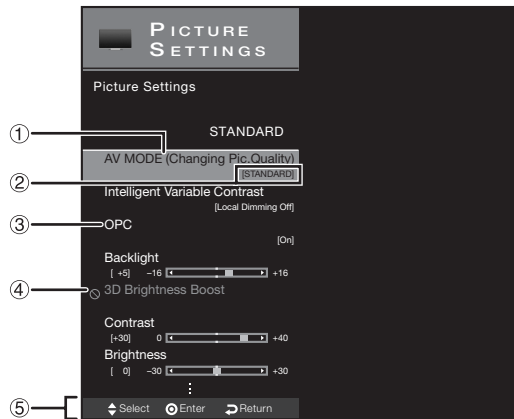 PICTURE
SETTINGS
Picture Settings
STANDARD
① AV MODE (Changing Pic.Quality)
② [STANDARD]
Intelligent Variable Contrast
[Local Dimming Off]
③ OPC
[On]
Backlight
[ +5] −16 +16
④ 3D Brightness Boost
Contrast
[+30] 0 +40
Brightness
[ 0] −30 +30
⑤ Select Enter Return